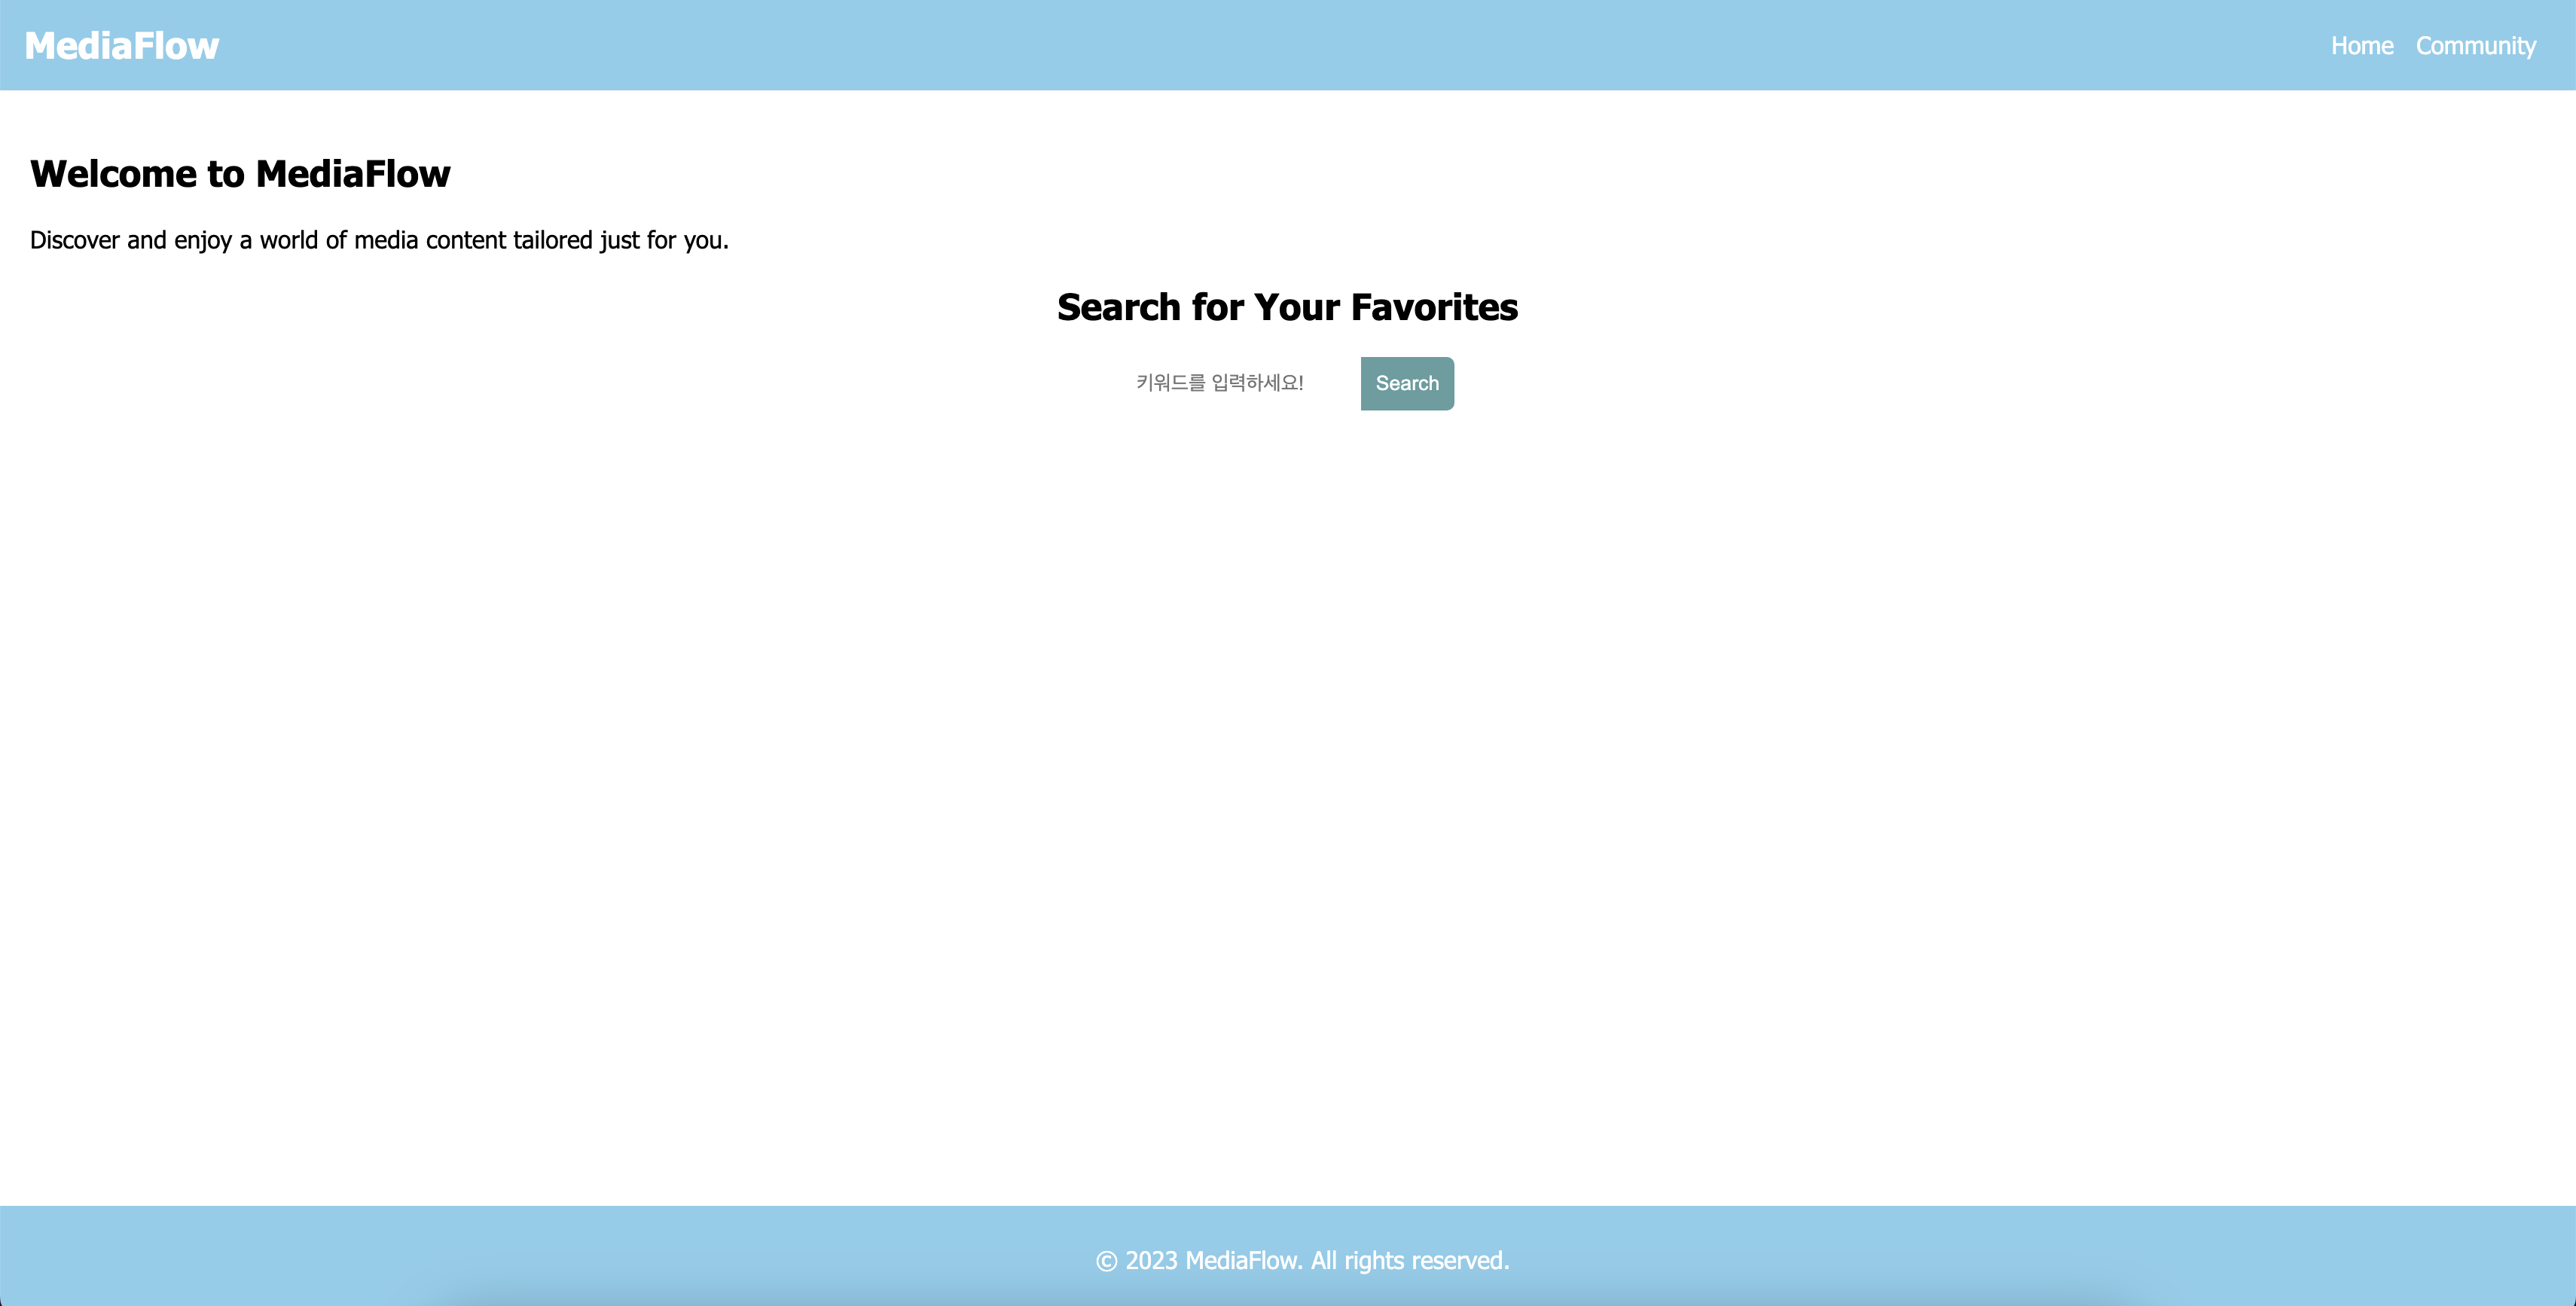 MediaFlow
Home Community
Welcome to MediaFlow
Discover and enjoy a world of media content tailored just for you.
Search for Your Favorites
키워드를 입력하세요! Search
© 2023 MediaFlow. All rights reserved.